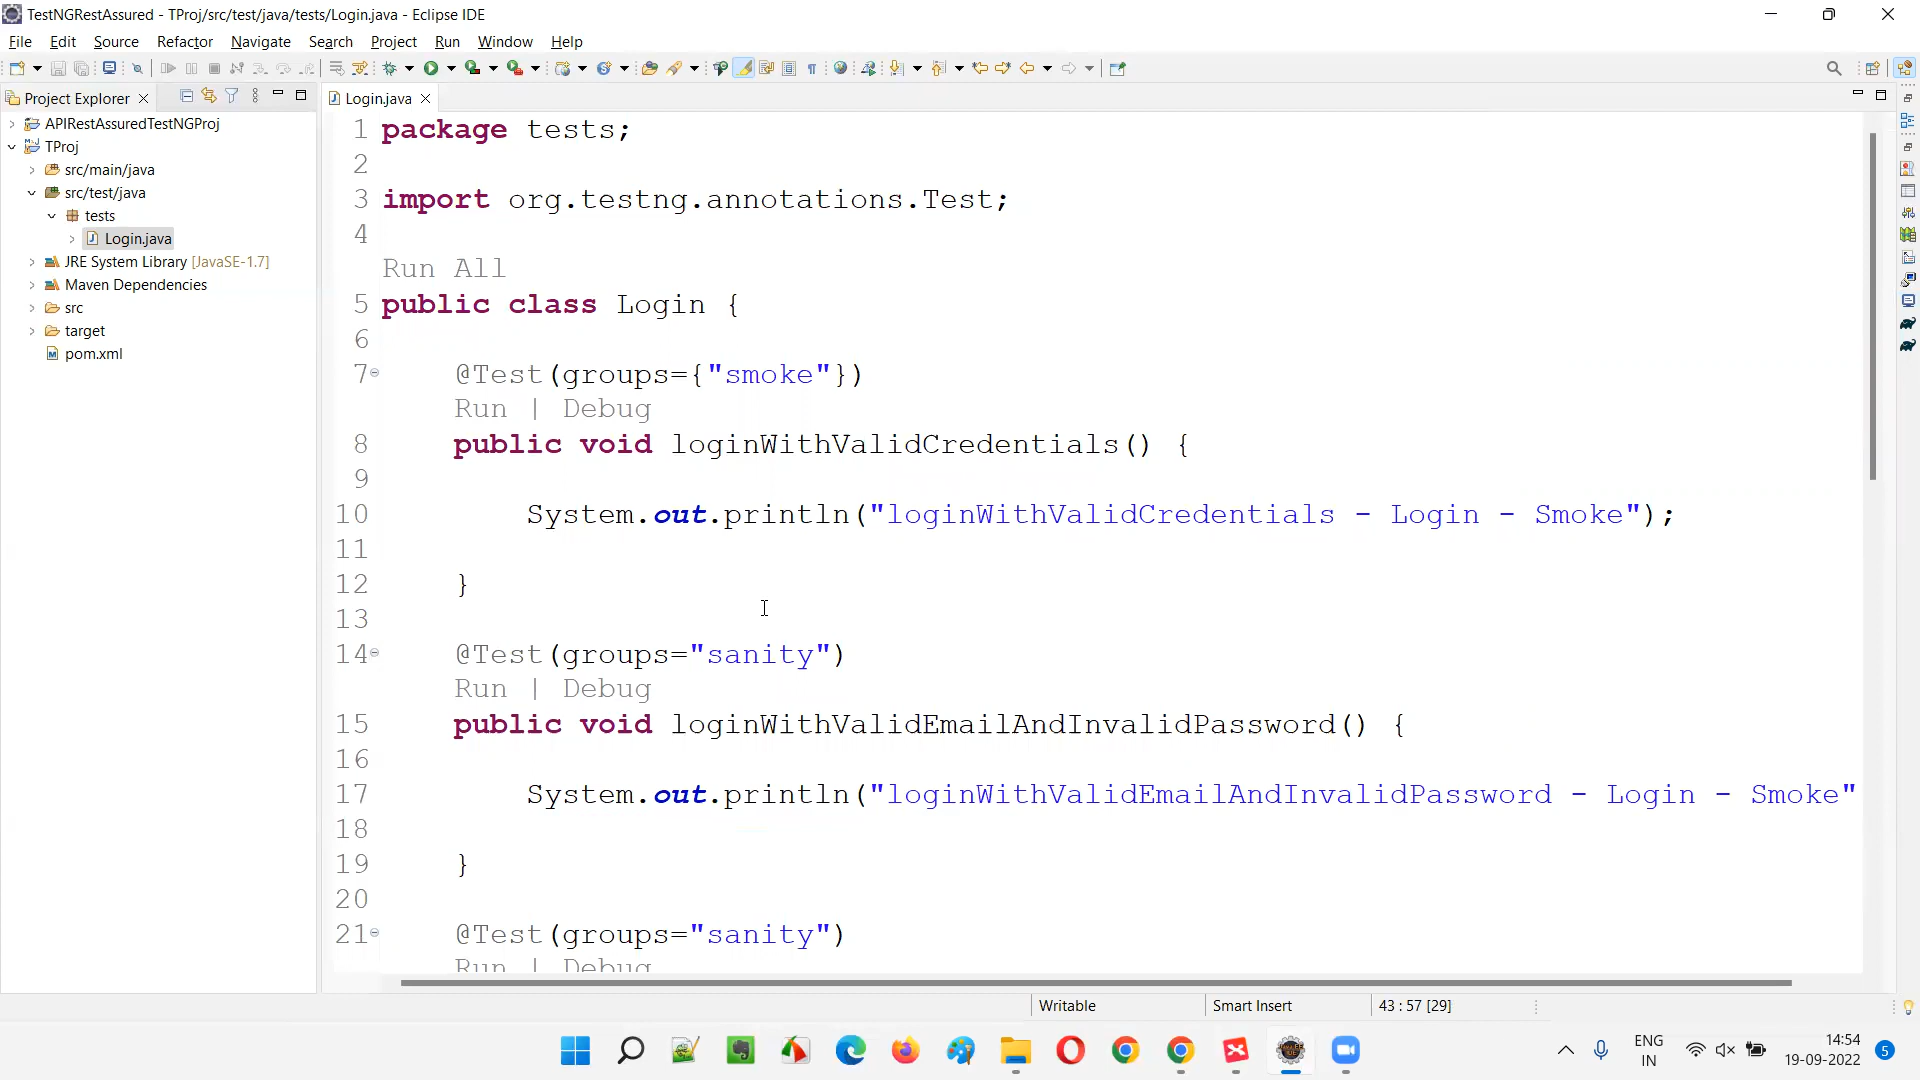 TestNGRestAssured - TProj/src/test/java/tests/Login.java - Eclipse IDE
File Edit Source Refactor Navigate Search Project Run Window Help
Project Explorer
Login.java
APIRestAssuredTestNGProj
TProj
src/main/java
src/test/java
tests
Login.java
JRE System Library [JavaSE-1.7]
Maven Dependencies
src
target
pom.xml
1 package tests;
2
3 import org.testng.annotations.Test;
4
Run All
5 public class Login {
6
7 @Test(groups={"smoke"})
Run | Debug
8 public void loginWithValidCredentials() {
9
10 System.out.println("loginWithValidCredentials - Login - Smoke");
11
12 }
13
14 @Test(groups="sanity")
Run | Debug
15 public void loginWithValidEmailAndInvalidPassword() {
16
17 System.out.println("loginWithValidEmailAndInvalidPassword - Login - Smoke"
18
19 }
20
21 @Test(groups="sanity")
Run | Debug
Writable
Smart Insert
43 : 57 [29]
ENG
IN
14:54
19-09-2022
5